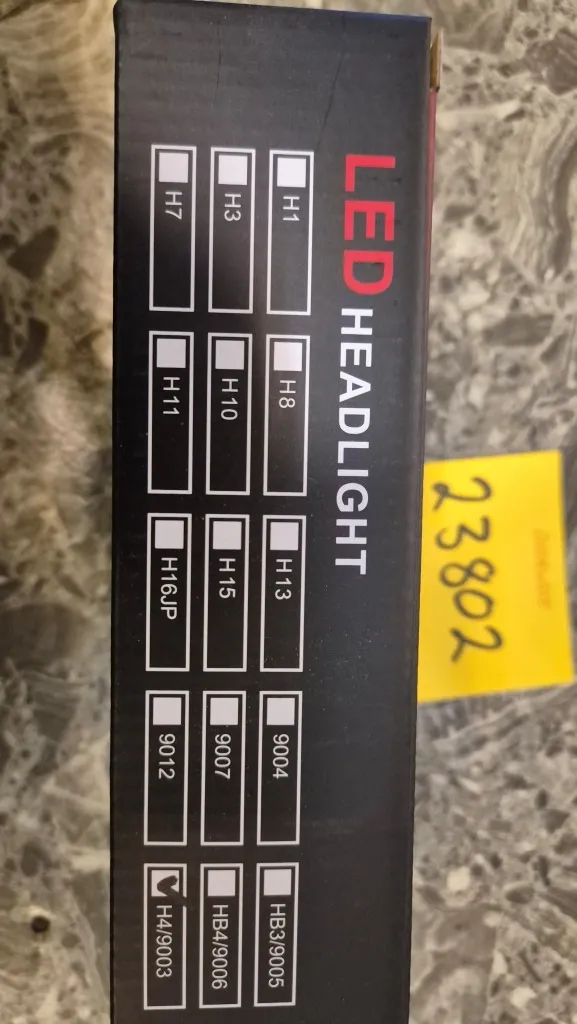 LED HEADLIGHT
H1 H8 H13 9004 HB3/9005
H3 H10 H15 9007 HB4/9006
H7 H11 H16JP 9012 H4/9003
23802